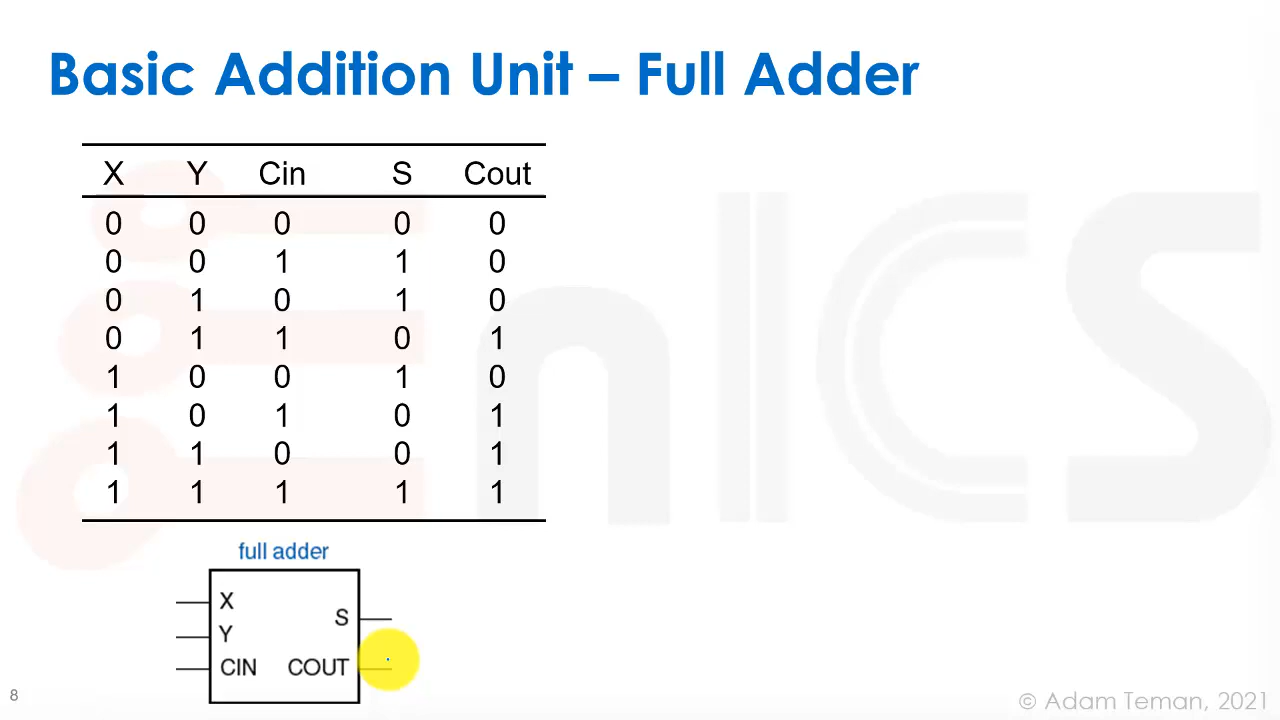 Basic Addition Unit – Full Adder
X Y Cin S Cout
0 0 0 0 0
0 0 1 1 0
0 1 0 1 0
0 1 1 0 1
1 0 0 1 0
1 0 1 0 1
1 1 0 0 1
1 1 1 1 1
full adder
X
S
Y
CIN COUT
8
© Adam Teman, 2021
nICS